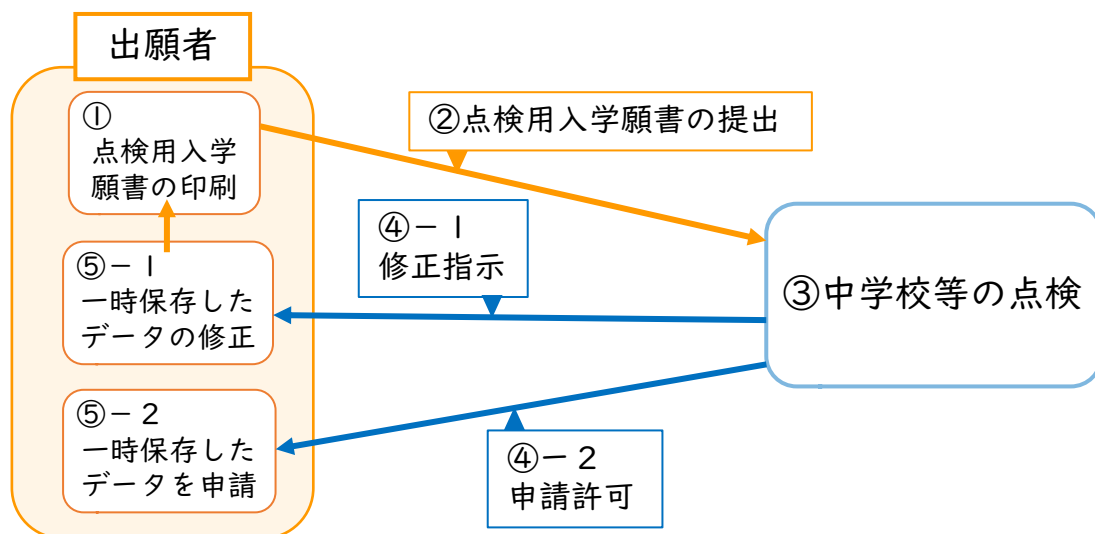 出願者
①
点検用入学
願書の印刷
②点検用入学願書の提出
④－１
修正指示
③中学校等の点検
⑤－１
一時保存した
データの修正
⑤－２
一時保存した
データを申請
④－２
申請許可